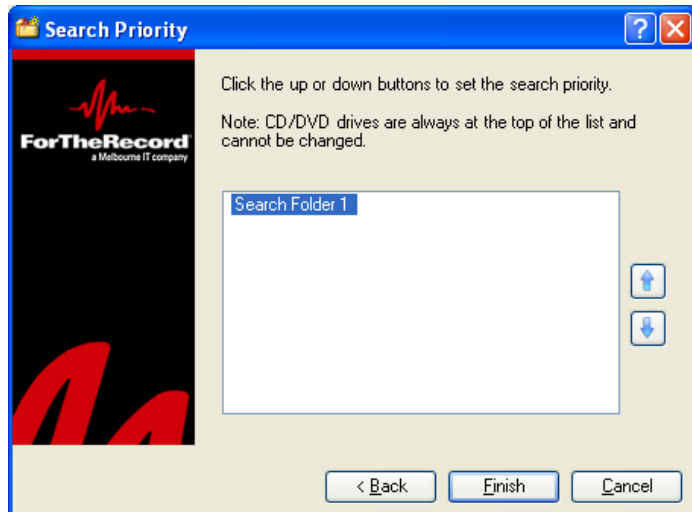 Search Priority
Click the up or down buttons to set the search priority.
Note: CD/DVD drives are always at the top of the list and
cannot be changed.
ForTheRecord
a Melbourne IT company
Search Folder 1
< Back
Finish
Cancel